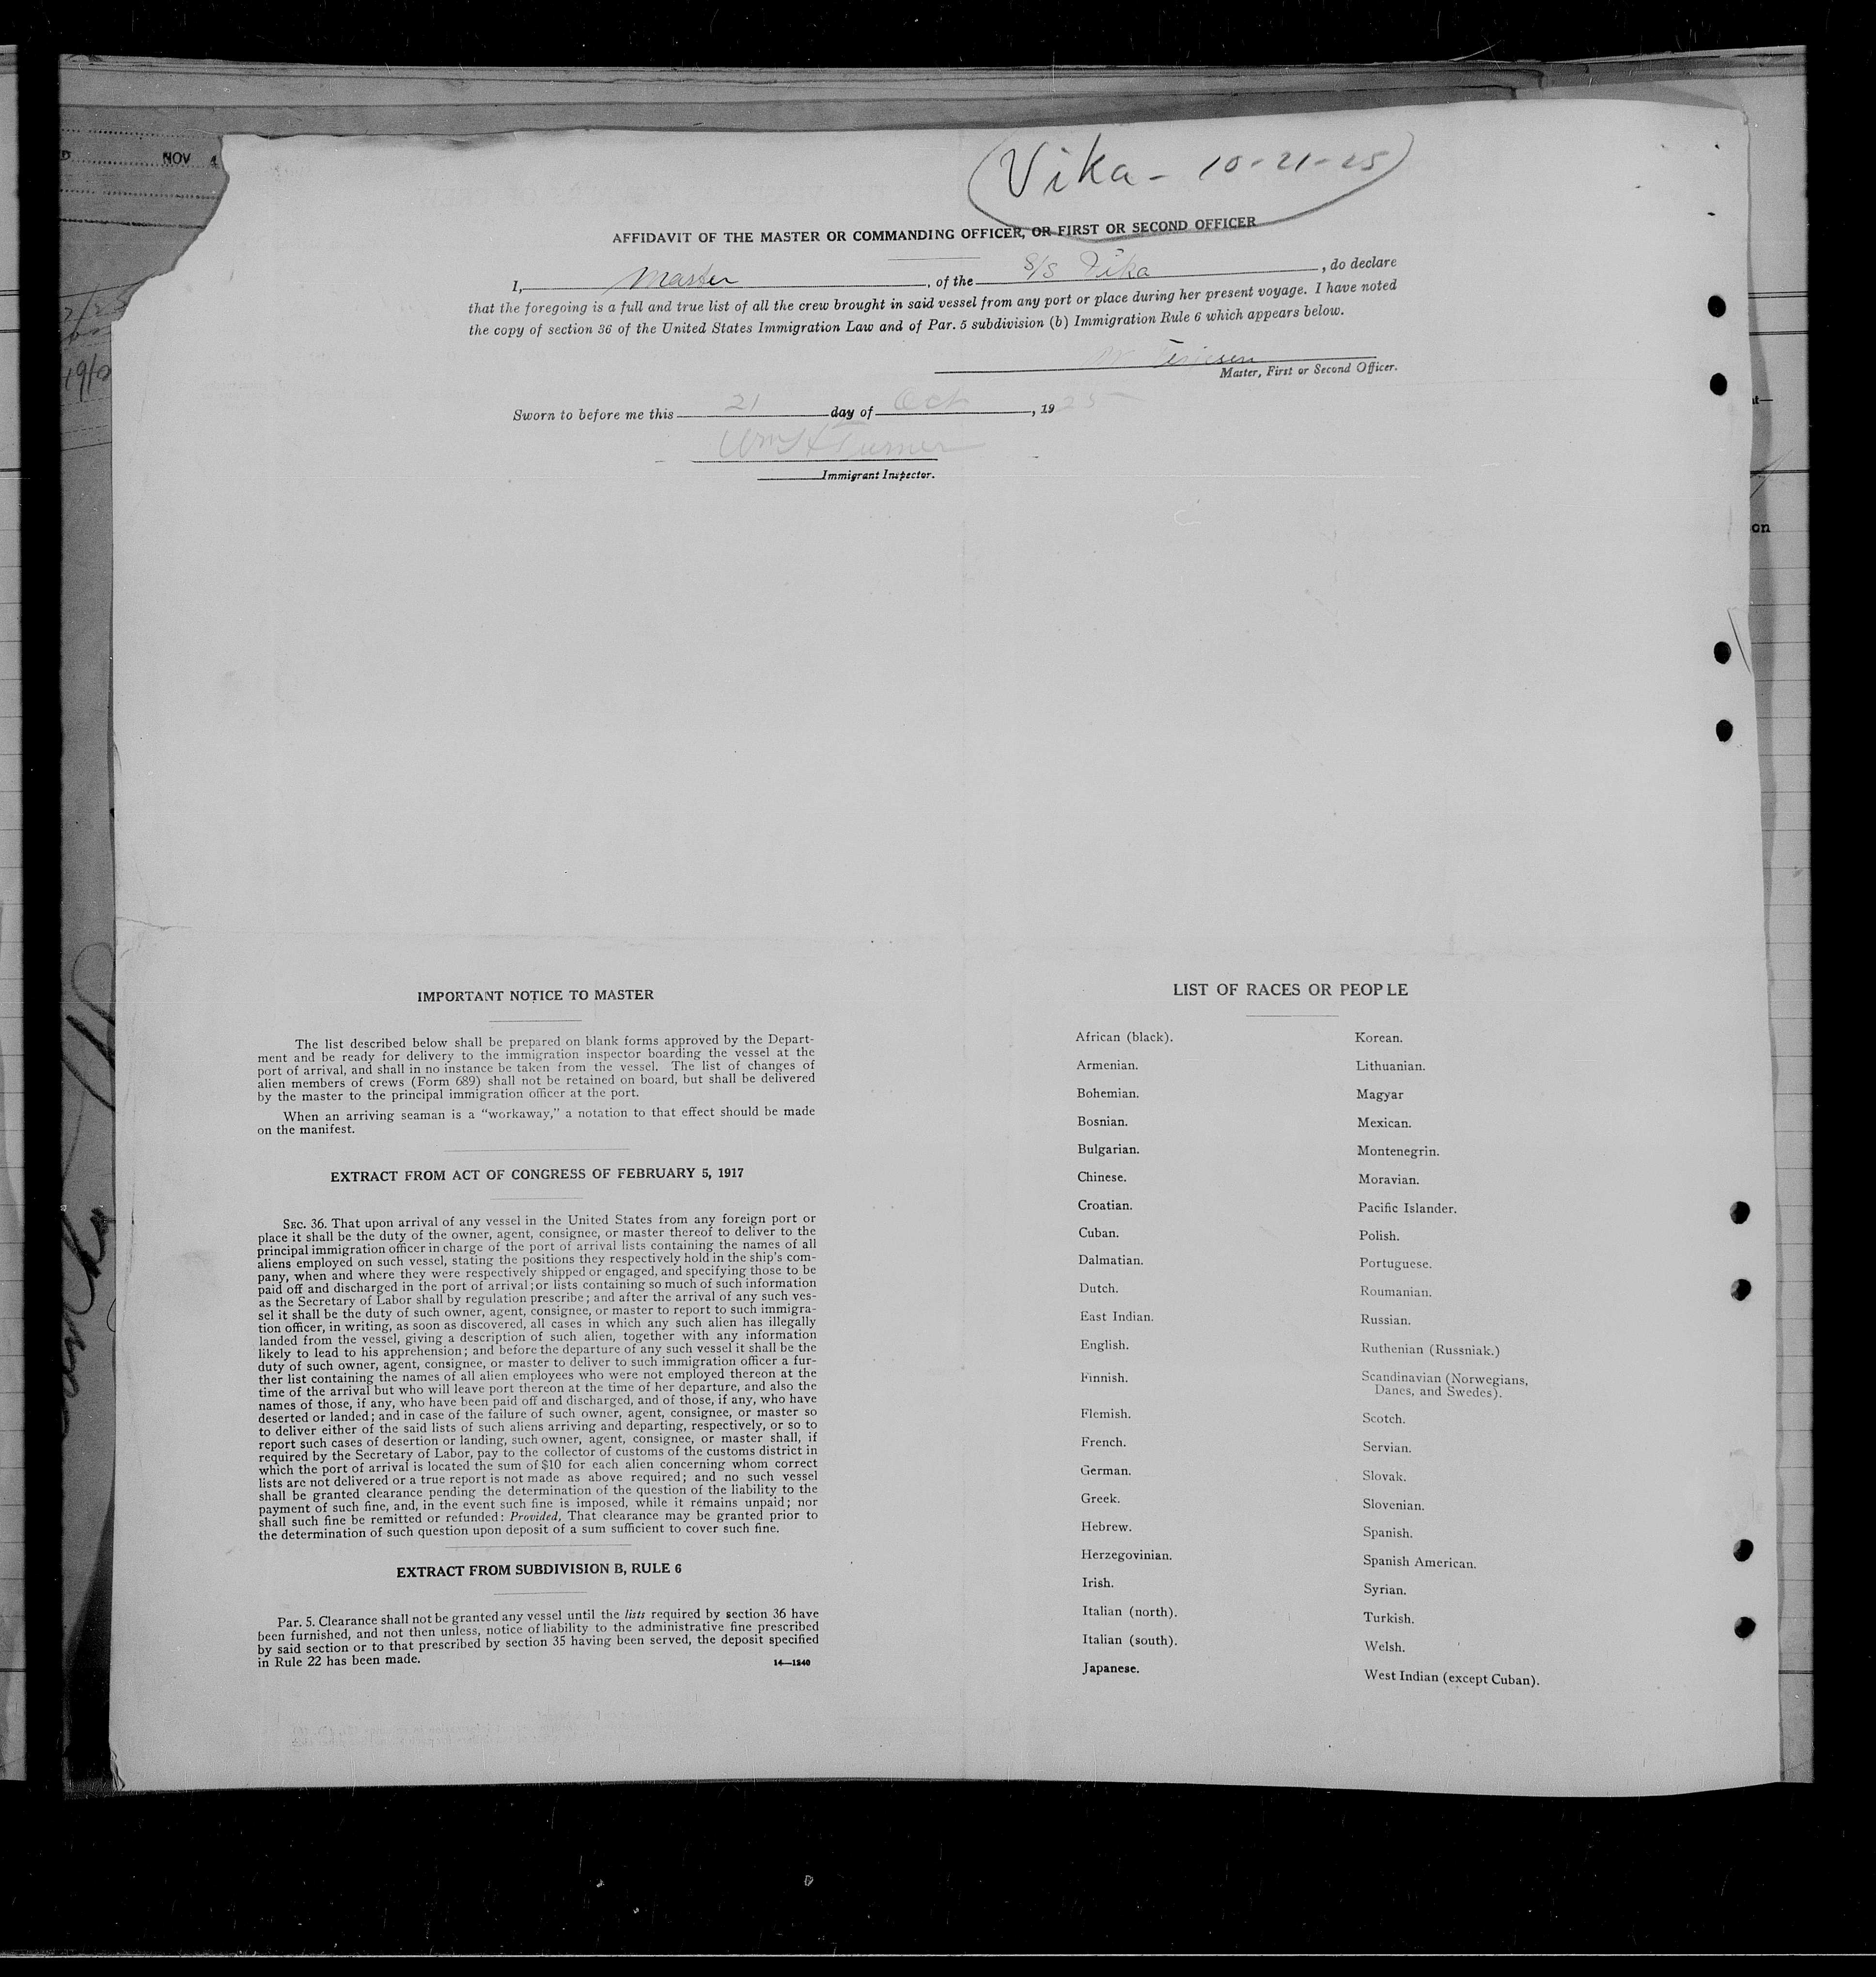 NOV 4
(Vika - 10-21-25)
AFFIDAVIT OF THE MASTER OR COMMANDING OFFICER, OR FIRST OR SECOND OFFICER
I, Master, of the S/S Vika, do declare
that the foregoing is a full and true list of all the crew brought in said vessel from any port or place during her present voyage. I have noted
the copy of section 36 of the United States Immigration Law and of Par. 5 subdivision (b) Immigration Rule 6 which appears below.
Master, First or Second Officer.
Sworn to before me this 21 day of Oct, 1925
Wm H Turner
Immigrant Inspector.
on
IMPORTANT NOTICE TO MASTER
The list described below shall be prepared on blank forms approved by the Depart-
ment and be ready for delivery to the immigration inspector boarding the vessel at the
port of arrival, and shall in no instance be taken from the vessel. The list of changes of
alien members of crews (Form 689) shall not be retained on board, but shall be delivered
by the master to the principal immigration officer at the port.
When an arriving seaman is a “workaway,” a notation to that effect should be made
on the manifest.
EXTRACT FROM ACT OF CONGRESS OF FEBRUARY 5, 1917
SEC. 36. That upon arrival of any vessel in the United States from any foreign port or
place it shall be the duty of the owner, agent, consignee, or master thereof to deliver to the
principal immigration officer in charge of the port of arrival lists containing the names of all
aliens employed on such vessel, stating the positions they respectively hold in the ship's com-
pany, when and where they were respectively shipped or engaged, and specifying those to be
paid off and discharged in the port of arrival; or lists containing so much of such information
as the Secretary of Labor shall by regulation prescribe; and after the arrival of any such ves-
sel it shall be the duty of such owner, agent, consignee, or master to report to such immigra-
tion officer, in writing, as soon as discovered, all cases in which any such alien has illegally
landed from the vessel, giving a description of such alien, together with any information
likely to lead to his apprehension; and before the departure of any such vessel it shall be the
duty of such owner, agent, consignee, or master to deliver to such immigration officer a fur-
ther list containing the names of all alien employees who were not employed thereon at the
time of the arrival but who will leave port thereon at the time of her departure, and also the
names of those, if any, who have been paid off and discharged, and of those, if any, who have
deserted or landed; and in case of the failure of such owner, agent, consignee, or master so
to deliver either of the said lists of such aliens arriving and departing, respectively, or so to
report such cases of desertion or landing, such owner, agent, consignee, or master shall, if
required by the Secretary of Labor, pay to the collector of customs of the customs district in
which the port of arrival is located the sum of $10 for each alien concerning whom correct
lists are not delivered or a true report is not made as above required; and no such vessel
shall be granted clearance pending the determination of the question of the liability to the
payment of such fine, and, in the event such fine is imposed, while it remains unpaid; nor
shall such fine be remitted or refunded: Provided, That clearance may be granted prior to
the determination of such question upon deposit of a sum sufficient to cover such fine.
EXTRACT FROM SUBDIVISION B, RULE 6
Par. 5. Clearance shall not be granted any vessel until the lists required by section 36 have
been furnished, and not then unless, notice of liability to the administrative fine prescribed
by said section or to that prescribed by section 35 having been served, the deposit specified
in Rule 22 has been made.
14—1240
LIST OF RACES OR PEOPLE
African (black).
Armenian.
Bohemian.
Bosnian.
Bulgarian.
Chinese.
Croatian.
Cuban.
Dalmatian.
Dutch.
East Indian.
English.
Finnish.
Flemish.
French.
German.
Greek.
Hebrew.
Herzegovinian.
Irish.
Italian (north).
Italian (south).
Japanese.
Korean.
Lithuanian.
Magyar
Mexican.
Montenegrin.
Moravian.
Pacific Islander.
Polish.
Portuguese.
Roumanian.
Russian.
Ruthenian (Russniak.)
Scandinavian (Norwegians,
Danes, and Swedes).
Scotch.
Servian.
Slovak.
Slovenian.
Spanish.
Spanish American.
Syrian.
Turkish.
Welsh.
West Indian (except Cuban).